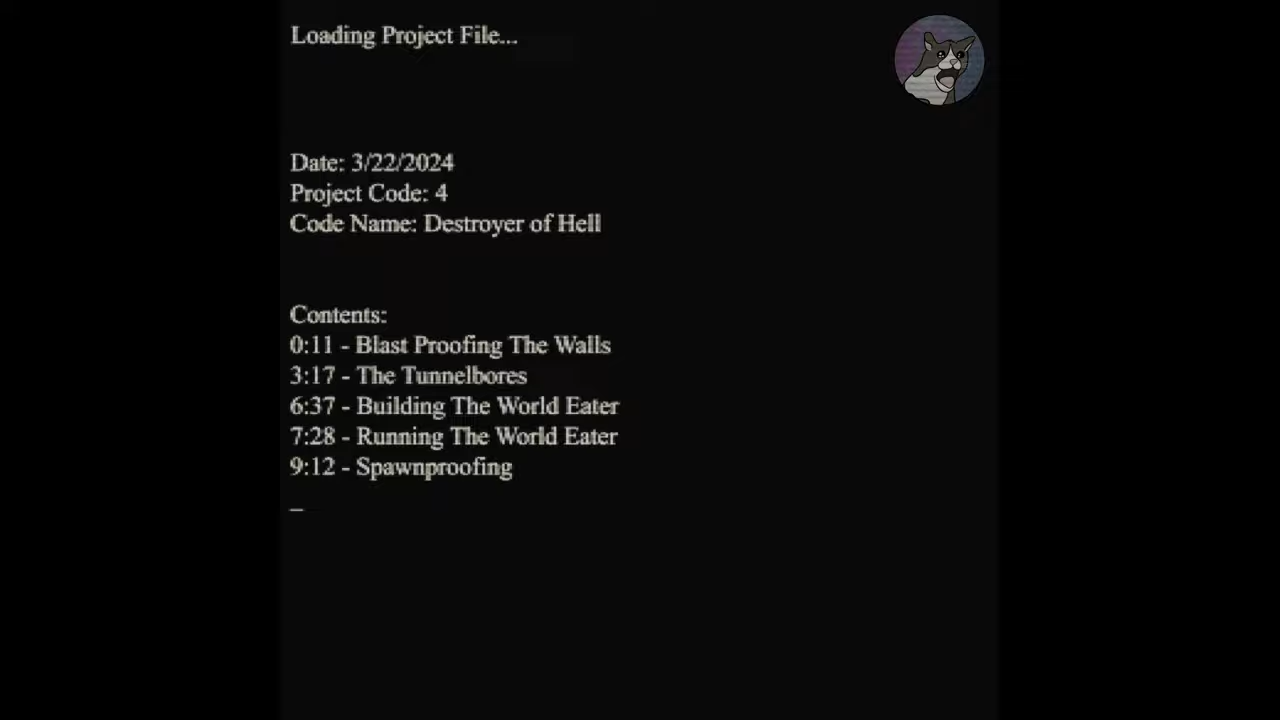 Loading Project File...
Date: 3/22/2024
Project Code: 4
Code Name: Destroyer of Hell
Contents:
0:11 - Blast Proofing The Walls
3:17 - The Tunnelbores
6:37 - Building The World Eater
7:28 - Running The World Eater
9:12 - Spawnproofing
_